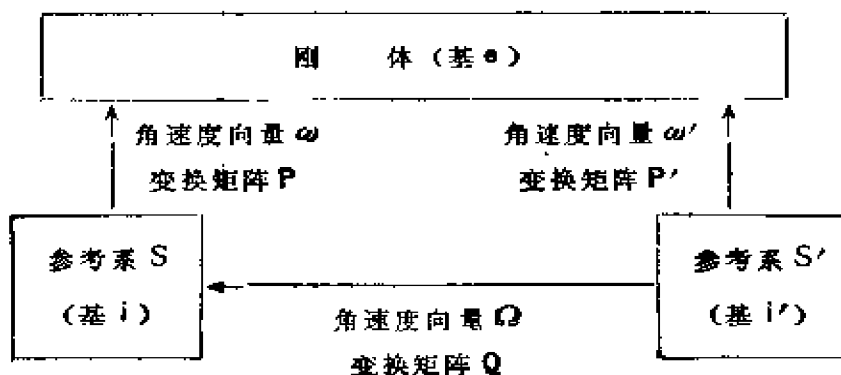 刚 体（基 e）
角速度向量 ω
变换矩阵 P
角速度向量 ω′
变换矩阵 P′
参考系 S
（基 i）
参考系 S′
（基 i′）
角速度向量 Ω
变换矩阵 Q